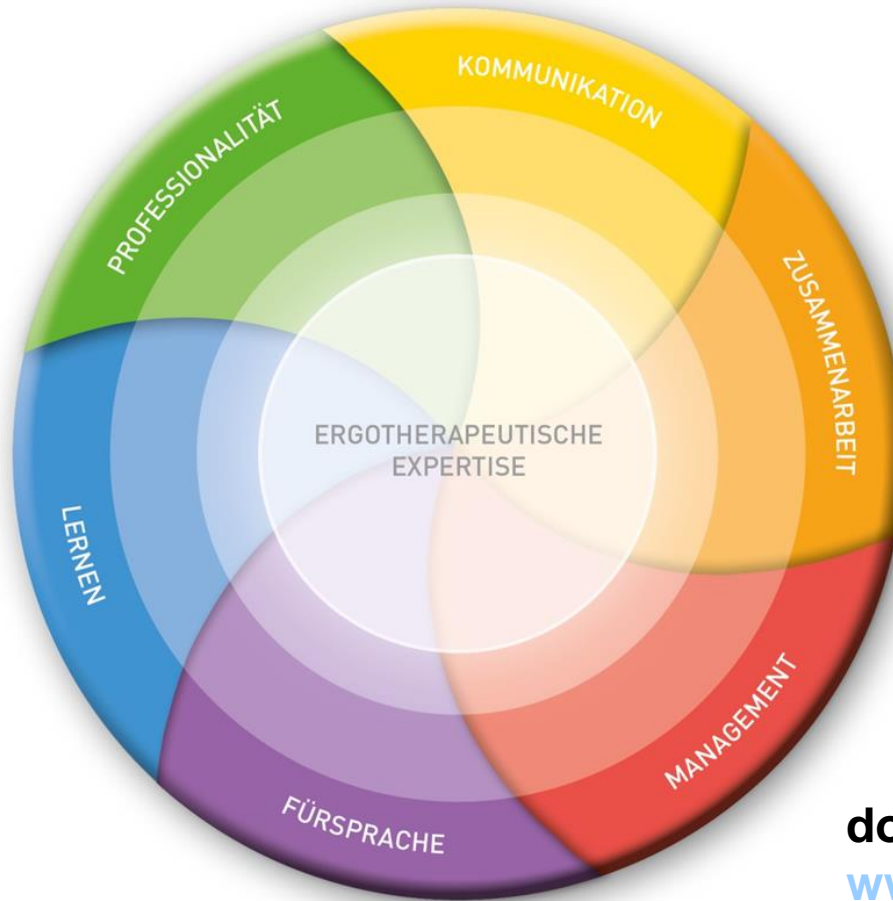 KOMMUNIKATION
PROFESSIONALITÄT
ZUSAMMENARBEIT
ERGOTHERAPEUTISCHE
EXPERTISE
LERNEN
MANAGEMENT
FÜRSPRACHE